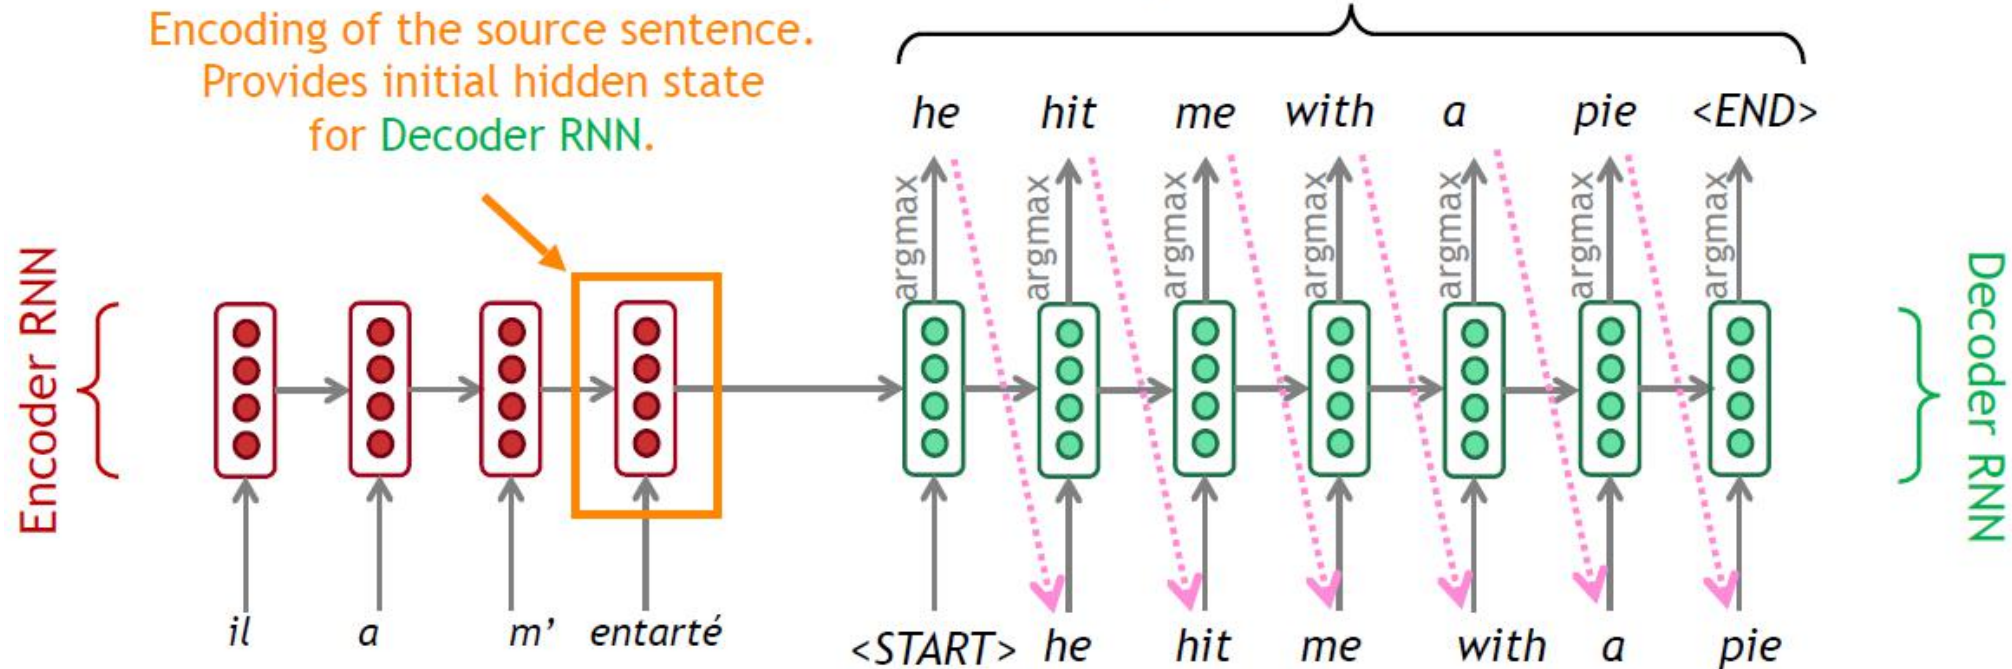 Encoding of the source sentence.
Provides initial hidden state
for Decoder RNN.
he hit me with a pie <END>
argmax argmax argmax argmax argmax argmax argmax
Encoder RNN
Decoder RNN
il a m’ entarté
<START> he hit me with a pie